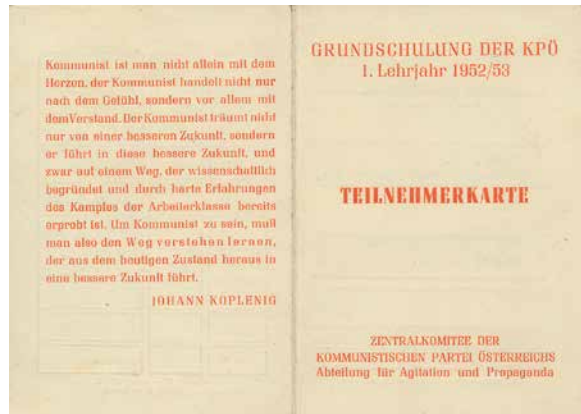 Kommunist ist man nicht allein mit dem
Herzen, der Kommunist handelt nicht nur
nach dem Gefühl, sondern vor allem mit
dem Verstand. Der Kommunist träumt nicht
nur von einer besseren Zukunft, sondern
er führt in diese bessere Zukunft, und
zwar auf einem Weg, der wissenschaftlich
begründet und durch harte Erfahrungen
des Kampfes der Arbeiterklasse bereits
erprobt ist. Um Kommunist zu sein, muß
man also den Weg verstehen lernen,
der aus dem heutigen Zustand heraus in
eine bessere Zukunft führt.
JOHANN KOPLENIG
GRUNDSCHULUNG DER KPÖ
1. Lehrjahr 1952/53
TEILNEHMERKARTE
ZENTRALKOMITEE DER
KOMMUNISTISCHEN PARTEI ÖSTERREICHS
Abteilung für Agitation und Propaganda